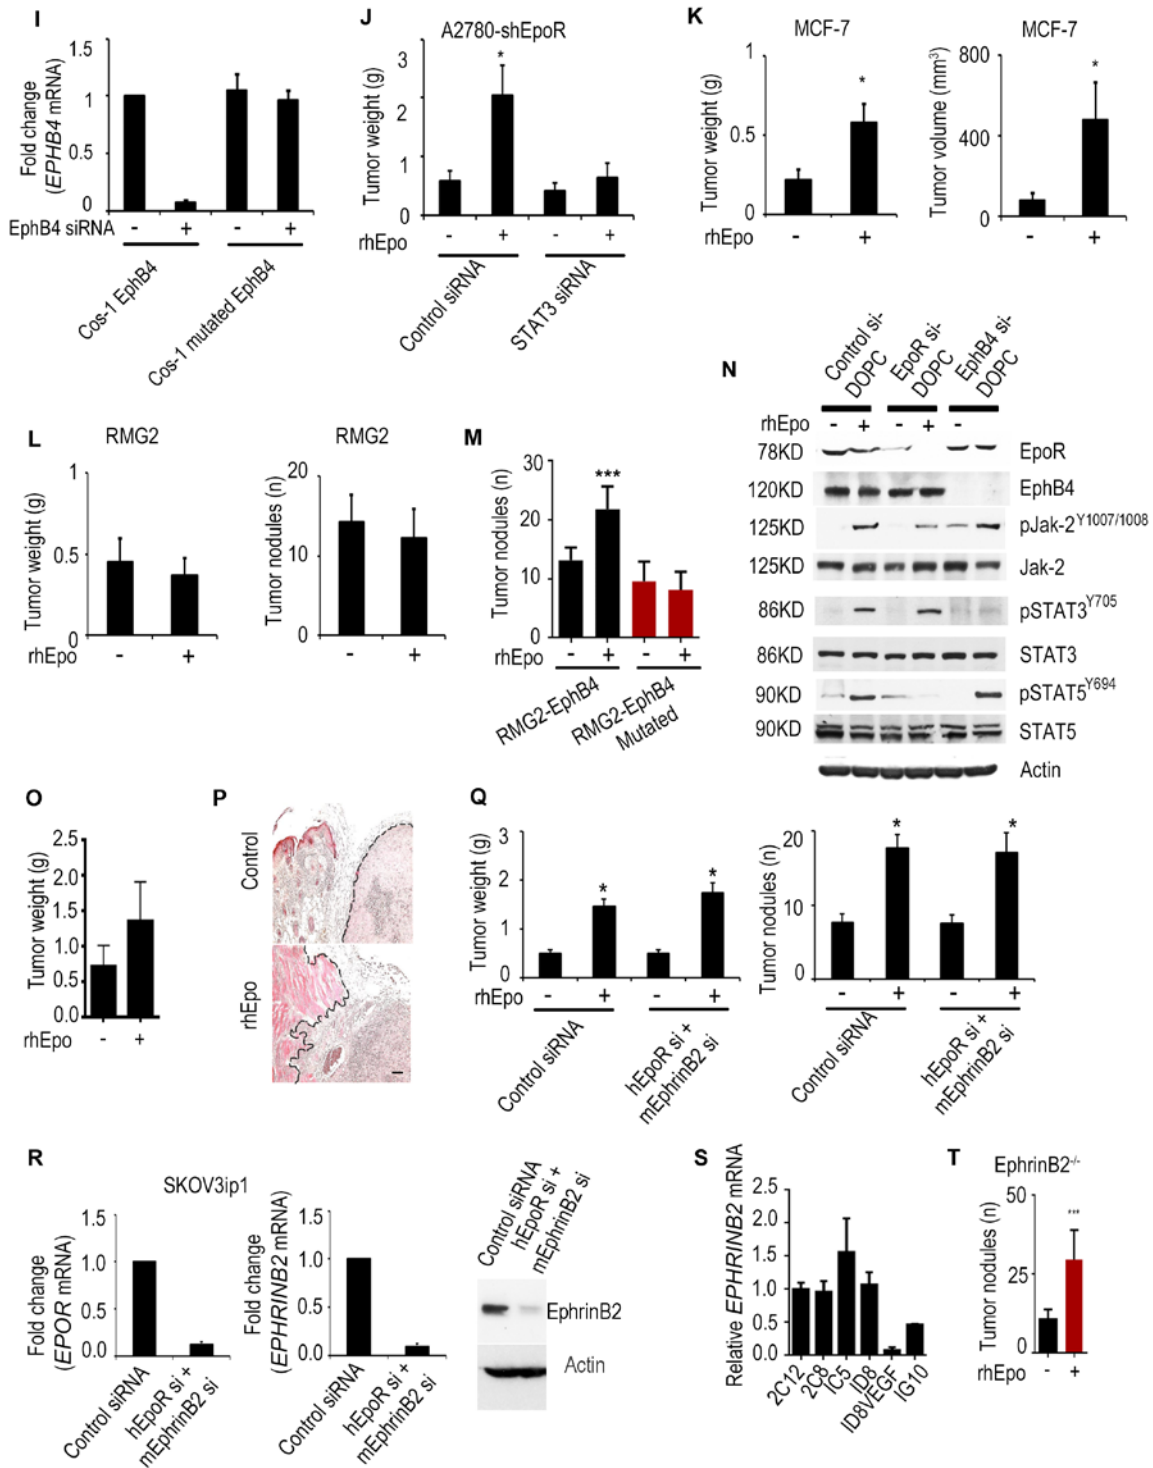 I
Fold change
(EPHB4 mRNA)
1.5
1
0.5
0
EphB4 siRNA
- + - +
Cos-1 EphB4
Cos-1 mutated EphB4
J
A2780-shEpoR
Tumor weight (g)
3
2
1
0
*
rhEpo
- + - +
Control siRNA
STAT3 siRNA
K
MCF-7
Tumor weight (g)
1
0.5
0
*
rhEpo
- +
MCF-7
Tumor volume (mm³)
800
400
0
*
- +
L
RMG2
Tumor weight (g)
1
0.5
0
rhEpo
- +
RMG2
Tumor nodules (n)
20
10
0
- +
M
Tumor nodules (n)
30
20
10
0
***
rhEpo
- + - +
RMG2-EphB4
RMG2-EphB4
Mutated
N
Control si-
DOPC
EpoR si-
DOPC
EphB4 si-
DOPC
rhEpo
- + - + - +
78KD EpoR
120KD EphB4
125KD pJak-2Y1007/1008
125KD Jak-2
86KD pSTAT3Y705
86KD STAT3
90KD pSTAT5Y694
90KD STAT5
Actin
O
Tumor weight (g)
2.5
2.0
1.5
1.0
0.5
0.0
rhEpo
- +
P
Control
rhEpo
Q
Tumor weight (g)
3
2
1
0
* *
rhEpo
- + - +
Control siRNA
hEpoR si +
mEphrinB2 si
Tumor nodules (n)
20
10
0
* *
- + - +
Control siRNA
hEpoR si +
mEphrinB2 si
R
SKOV3ip1
Fold change
(EPOR mRNA)
1.5
1.0
0.5
0.0
Control siRNA
hEpoR si +
mEphrinB2 si
Fold change
(EPHRINB2 mRNA)
1.5
1.0
0.5
0.0
Control siRNA
hEpoR si +
mEphrinB2 si
Control siRNA
hEpoR si +
mEphrinB2 si
EphrinB2
Actin
S
Relative EPHRINB2 mRNA
2.5
2.0
1.5
1.0
0.5
0.0
2C12
2C8
IC5
ID8
ID8VEGF
IG10
T
EphrinB2-/-
Tumor nodules (n)
50
25
0
***
rhEpo
- +